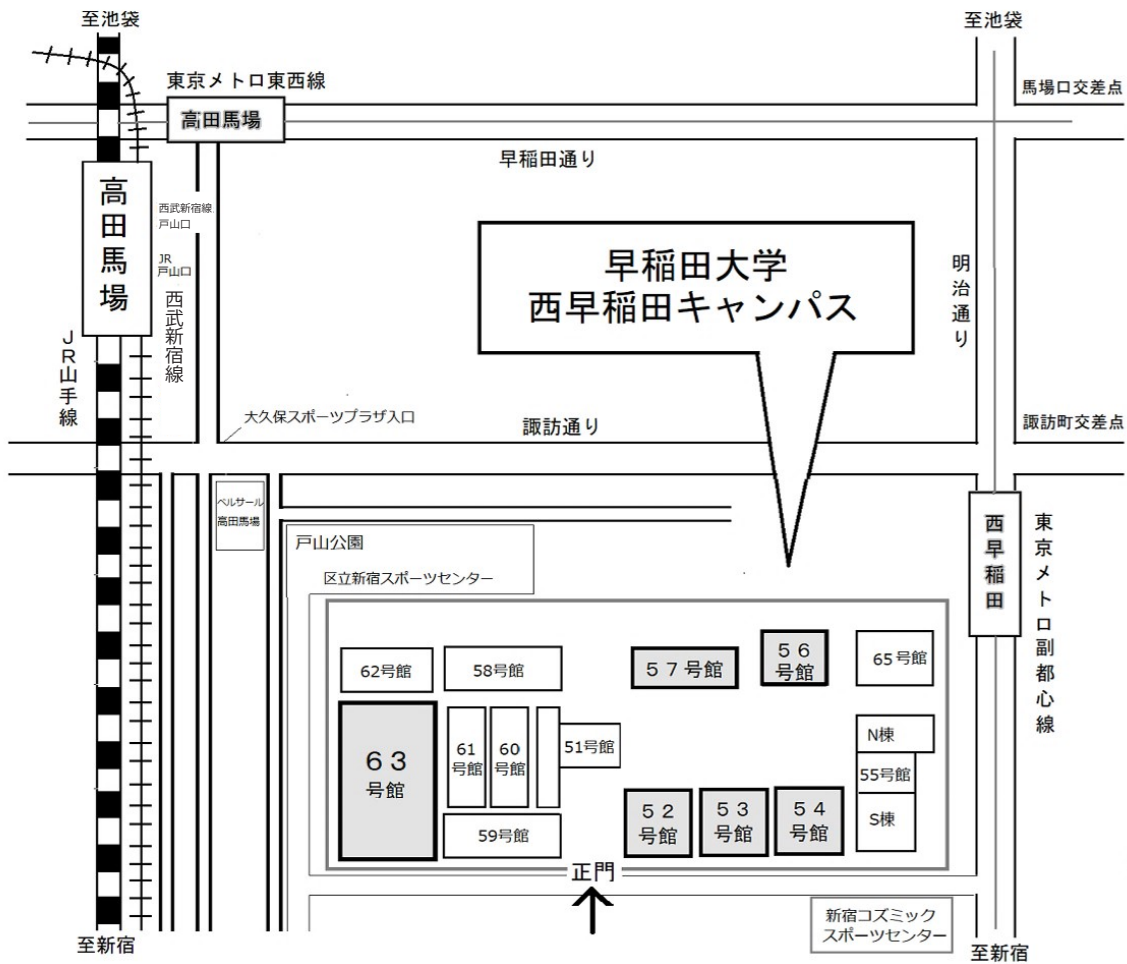 至池袋
至池袋
東京メトロ東西線
馬場口交差点
高田馬場
早稲田通り
高田馬場
西武新宿線
戸山口
JR
戸山口
西武新宿線
JR山手線
早稲田大学
西早稲田キャンパス
明治通り
大久保スポーツプラザ入口
諏訪通り
諏訪町交差点
ベルサール
高田馬場
戸山公園
区立新宿スポーツセンター
西早稲田
東京メトロ副都心線
62号館
58号館
57号館
56
号館
65号館
63
号館
61
号館
60
号館
51号館
N棟
55号館
S棟
59号館
52
号館
53
号館
54
号館
正門
新宿コズミック
スポーツセンター
至新宿
至新宿